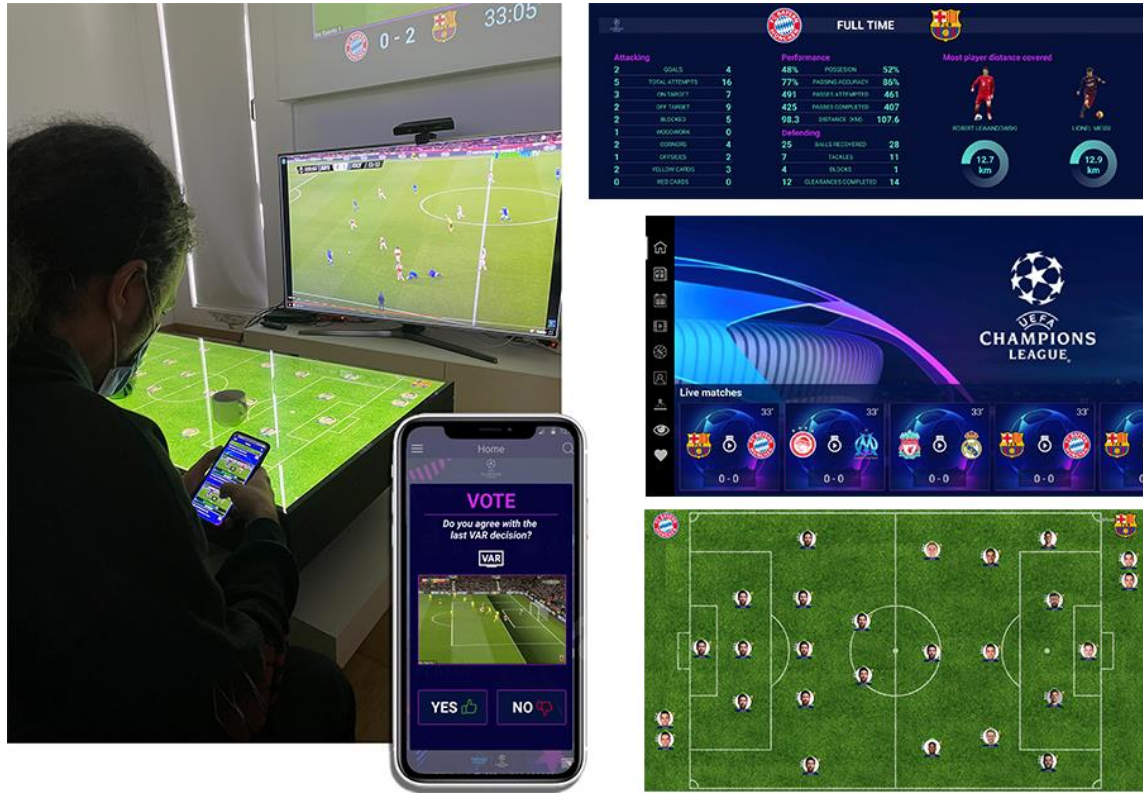 0 - 2
33:05
Home
VOTE
Do you agree with the
last VAR decision?
VAR
YES
NO
FC BAYERN
MÜNCHEN
FCB
FULL TIME
Attacking
2 GOALS 4
5 TOTAL ATTEMPTS 16
3 ON TARGET 7
2 OFF TARGET 9
2 BLOCKED 5
1 WOODWORK 0
2 CORNERS 4
1 OFFSIDES 2
2 YELLOW CARDS 3
0 RED CARDS 0
Performance
48% POSSESION 52%
77% PASSING ACCURACY 86%
491 PASSES ATTEMPTED 461
425 PASSES COMPLETED 407
98.3 DISTANCE (KM) 107.6
Defending
25 BALLS RECOVERED 28
7 TACKLES 11
4 BLOCKS 1
12 CLEARANCES COMPLETED 14
Most player distance covered
ROBERT LEWANDOWSKI
12.7
km
LIONEL MESSI
12.9
km
UEFA
CHAMPIONS
LEAGUE
Live matches
33'
0 - 0
33'
0 - 0
33'
0 - 0
33'
0 - 0
0 - 0